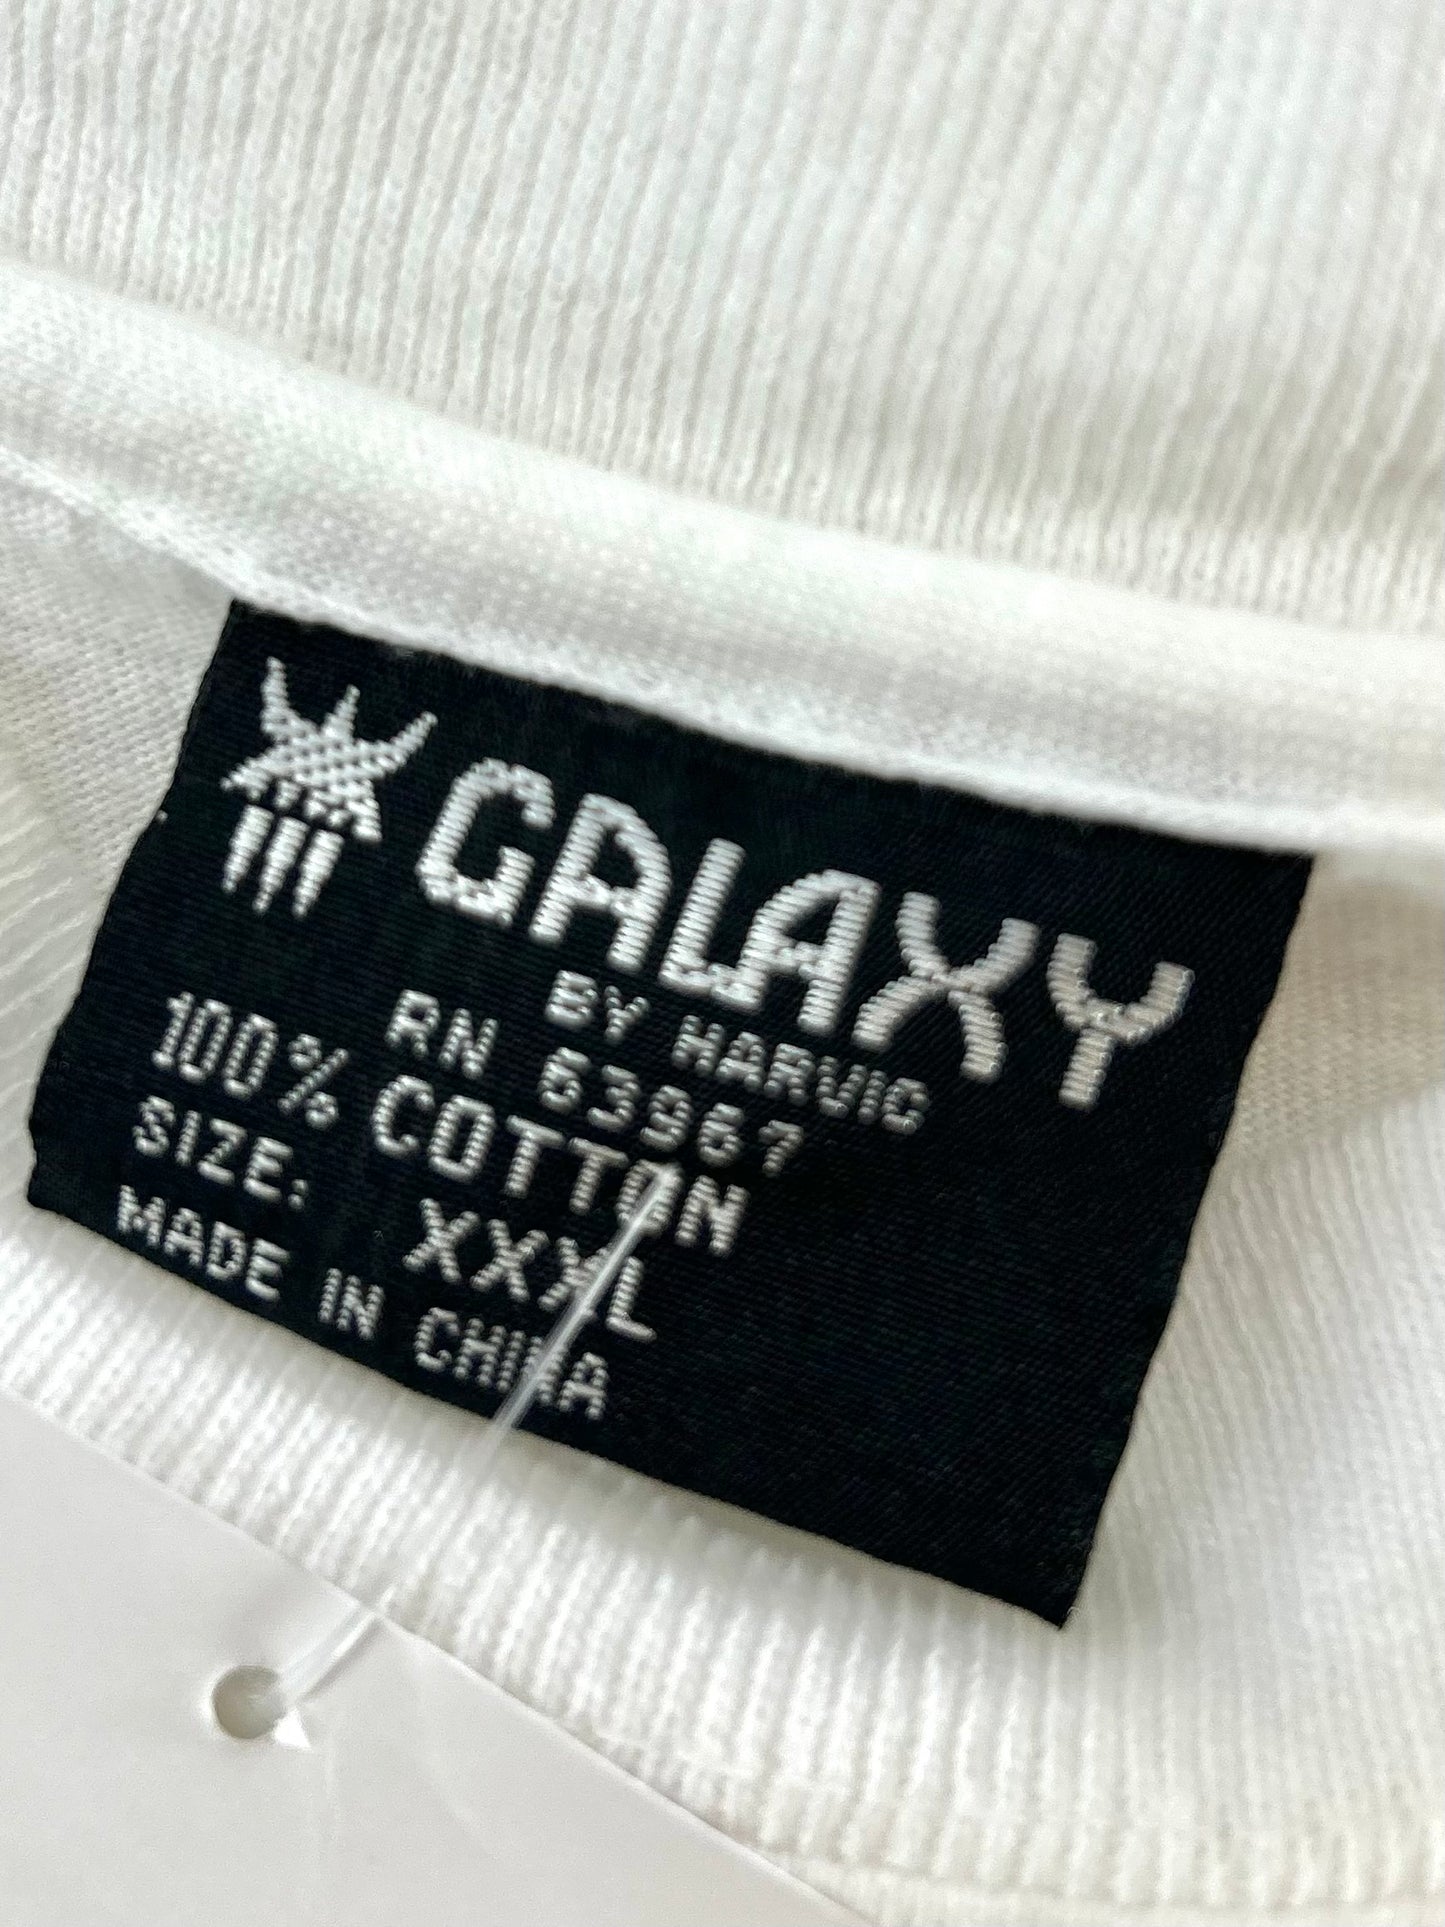 GALAXY
BY HARVIC
RN 63967
100% COTTON
SIZE: XXXL
MADE IN CHINA